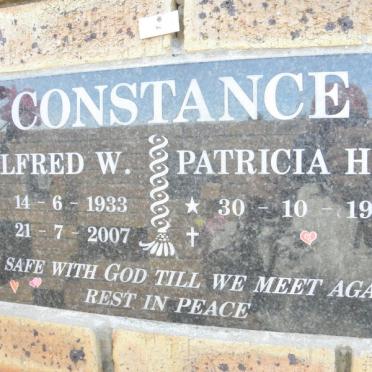 CONSTANCE
LFRED W. PATRICIA H
14 - 6 - 1933 ★ 30 - 10 - 19
21 - 7 - 2007 ✝
SAFE WITH GOD TILL WE MEET AGA
REST IN PEACE